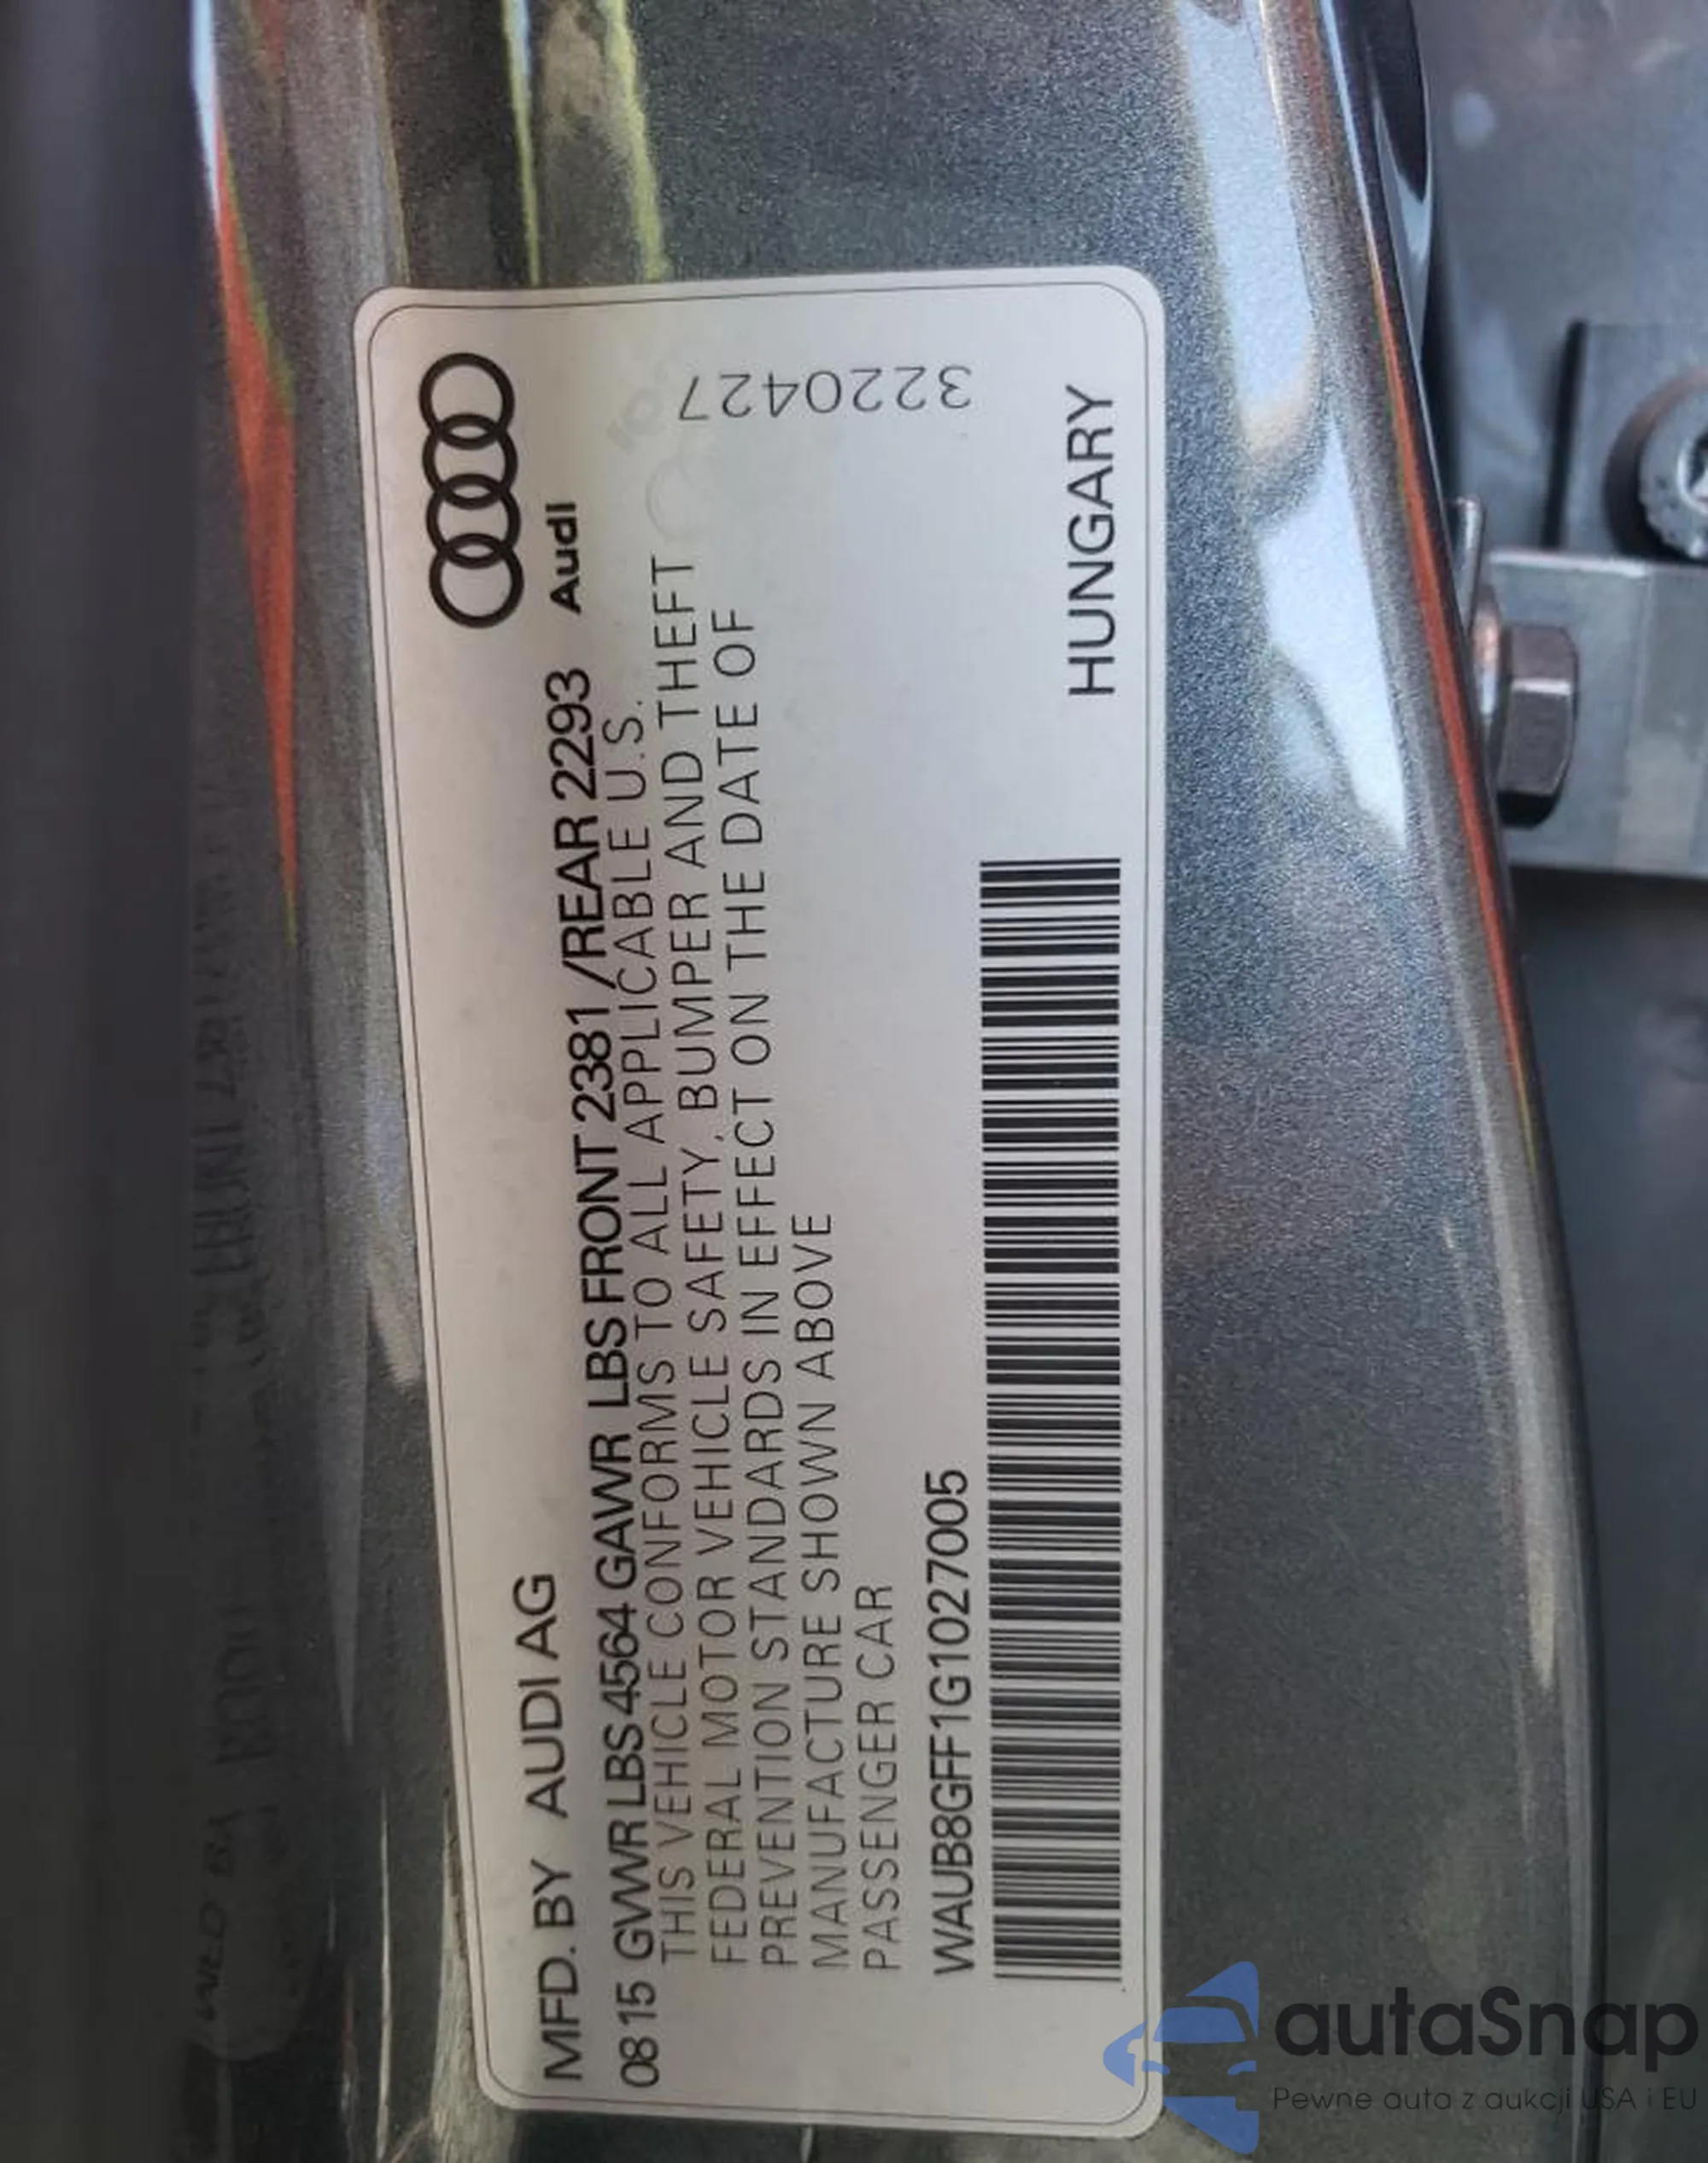 MFD. BY AUDI AG
0815 GVWR LBS 4564 GAWR LBS FRONT 2381 /REAR 2293
Audi
THIS VEHICLE CONFORMS TO ALL APPLICABLE U.S.
FEDERAL MOTOR VEHICLE SAFETY, BUMPER AND THEFT
PREVENTION STANDARDS IN EFFECT ON THE DATE OF
MANUFACTURE SHOWN ABOVE
PASSENGER CAR
3220427
WAUB8GFF1G1027005
HUNGARY
autaSnap
Pewne auta z aukcji USA i EU